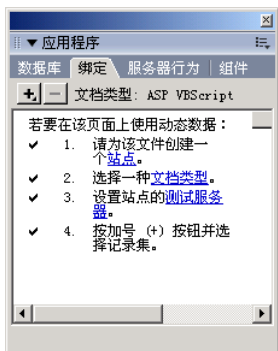 应用程序
数据库 绑定 服务器行为 组件
文档类型: ASP VBScript
若要在该页面上使用动态数据：
1. 请为该文件创建一
个站点。
2. 选择一种文档类型。
3. 设置站点的测试服务
器。
4. 按加号 (+) 按钮并选
择记录集。